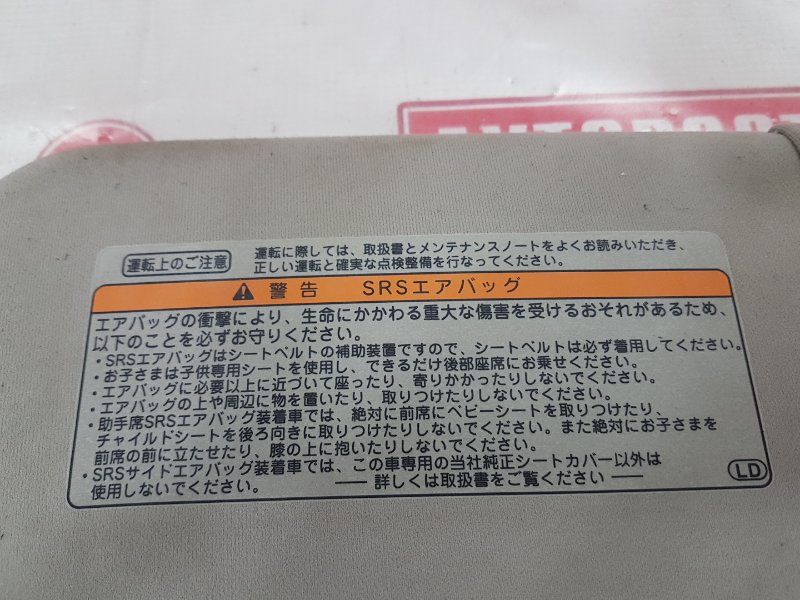 運転上のご注意
運転に際しては、取扱書とメンテナンスノートをよくお読みいただき、
正しい運転と確実な点検整備を行なってください。
警告 SRSエアバッグ
エアバッグの衝撃により、生命にかかわる重大な傷害を受けるおそれがあるため、
以下のことを必ずお守りください。
・SRSエアバッグはシートベルトの補助装置ですので、シートベルトは必ず着用してください。
・お子さまは子供専用シートを使用し、できるだけ後部座席にお乗せください。
・エアバッグに必要以上に近づいて座ったり、寄りかかったりしないでください。
・エアバッグの上や周辺に物を置いたり、取りつけたりしないでください。
・助手席SRSエアバッグ装着車では、絶対に前席にベビーシートを取りつけたり、
チャイルドシートを後ろ向きに取りつけたりしないでください。また絶対にお子さまを
前席の前に立たせたり、膝の上に抱いたりしないでください。
・SRSサイドエアバッグ装着車では、この車専用の当社純正シートカバー以外は
使用しないでください。
詳しくは取扱書をご覧ください
LD